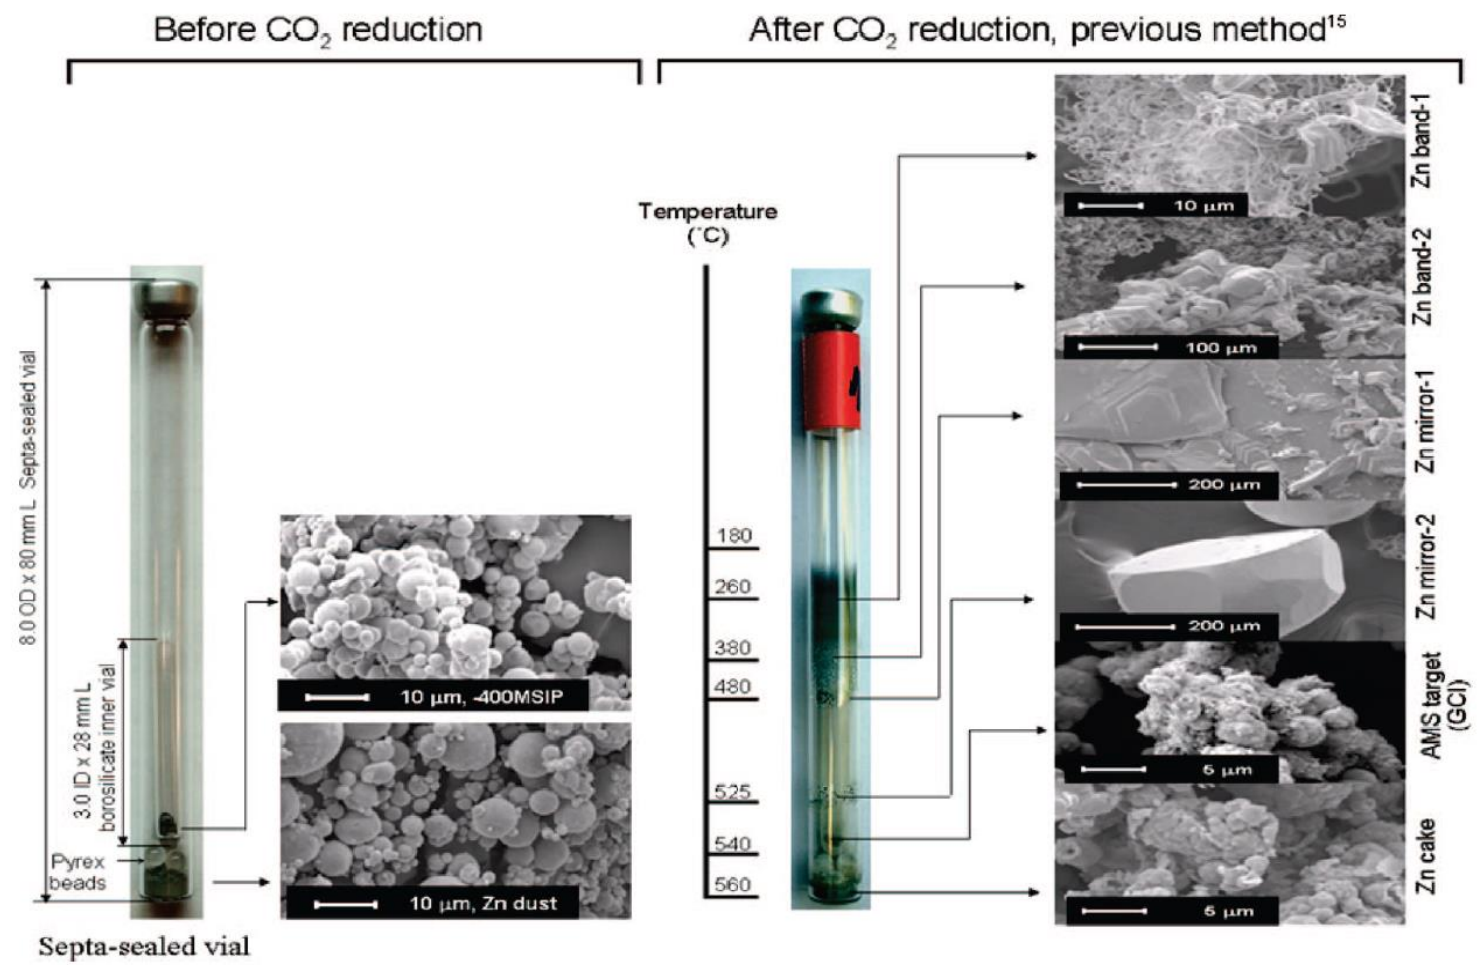 Before CO₂ reduction
After CO₂ reduction, previous method¹⁵
8.0 OD x 80 mm L Septa-sealed vial
3.0 ID x 28 mm L
borosilicate inner vial
Pyrex
beads
10 μm, -400MSIP
10 μm, Zn dust
Septa-sealed vial
Temperature
(˚C)
180
260
380
480
525
540
560
10 μm
Zn band-1
100 μm
Zn band-2
200 μm
Zn mirror-1
200 μm
Zn mirror-2
5 μm
AMS target
(GCI)
5 μm
Zn cake